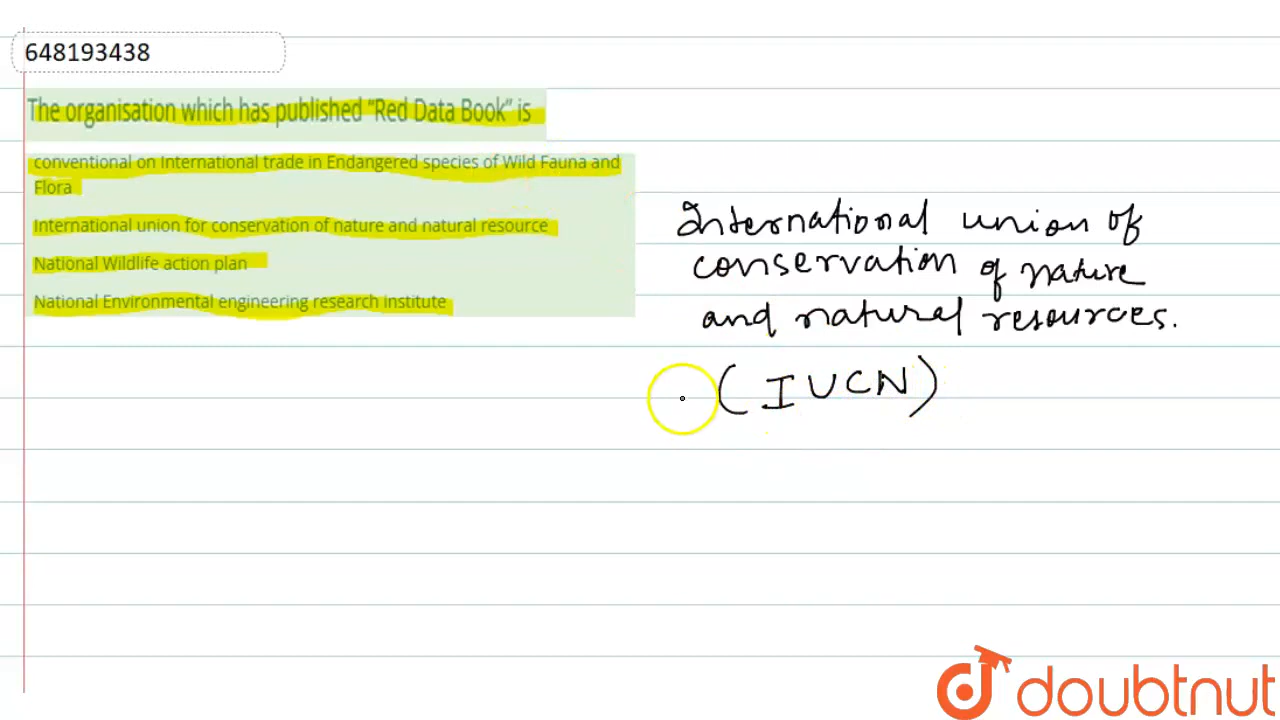 648193438
The organisation which has published “Red Data Book” is
conventional on International trade in Endangered species of Wild Fauna and
Flora
International union for conservation of nature and natural resource
National Wildlife action plan
National Environmental engineering research institute
International union of
conservation of nature
and natural resources.
(IUCN)
doubtnut